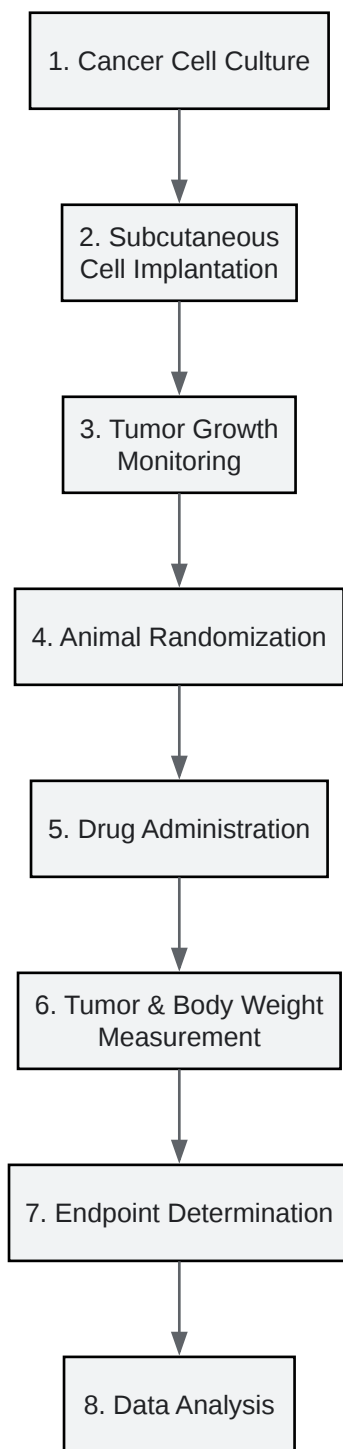 1. Cancer Cell Culture
2. Subcutaneous
Cell Implantation
3. Tumor Growth
Monitoring
4. Animal Randomization
5. Drug Administration
6. Tumor & Body Weight
Measurement
7. Endpoint Determination
8. Data Analysis